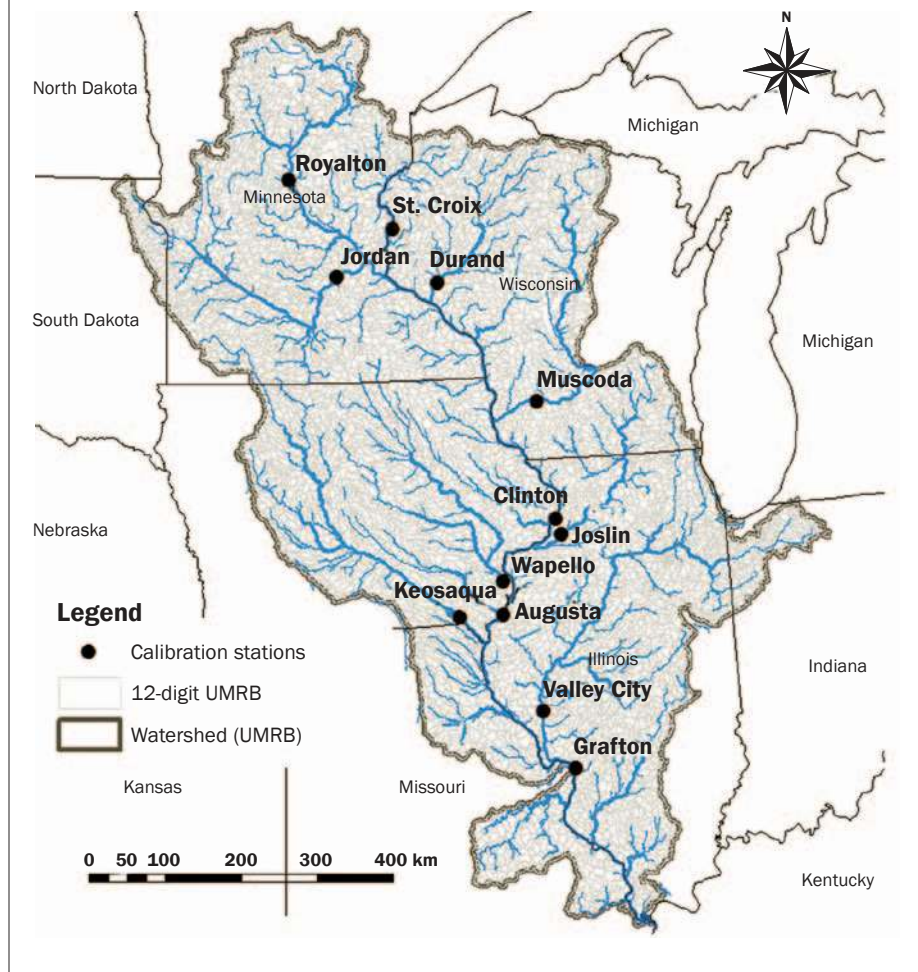 N
North Dakota
Michigan
Royalton
Minnesota
St. Croix
Jordan
Durand
Wisconsin
South Dakota
Michigan
Muscoda
Clinton
Joslin
Nebraska
Wapello
Keosaqua
Augusta
Legend
Calibration stations
12-digit UMRB
Watershed (UMRB)
Illinois
Indiana
Valley City
Grafton
Kansas
Missouri
0 50 100 200 300 400 km
Kentucky